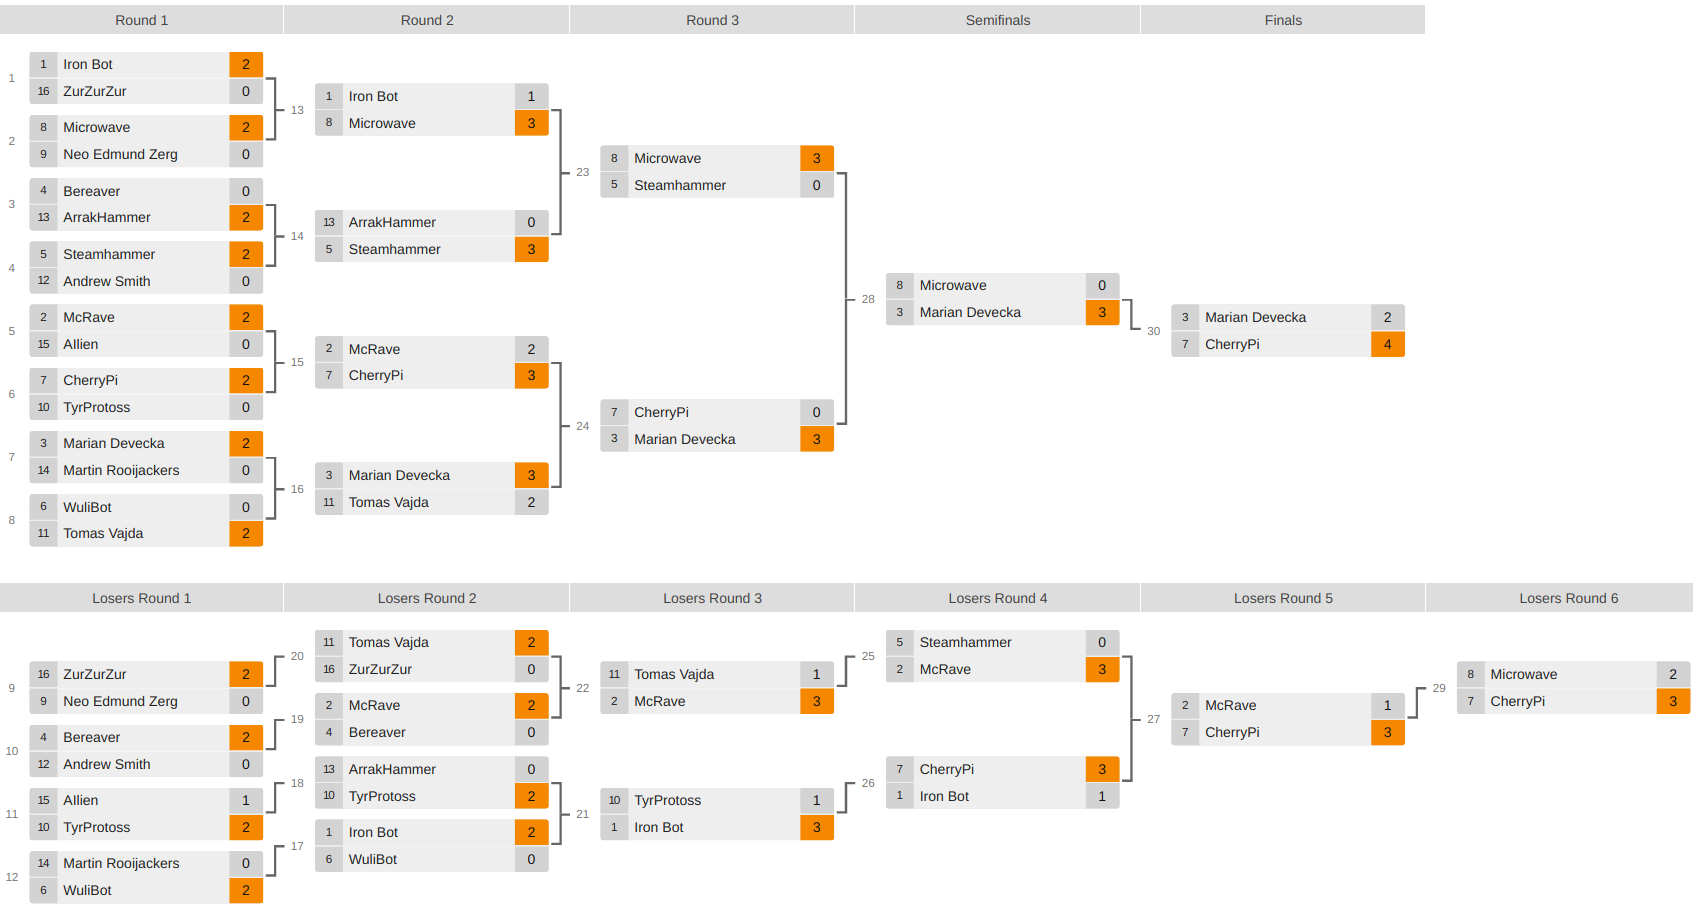 Round 1 Round 2 Round 3 Semifinals Finals
1
1 Iron Bot 2
16 ZurZurZur 0
2
8 Microwave 2
9 Neo Edmund Zerg 0
3
4 Bereaver 0
13 ArrakHammer 2
4
5 Steamhammer 2
12 Andrew Smith 0
5
2 McRave 2
15 AIlien 0
6
7 CherryPi 2
10 TyrProtoss 0
7
3 Marian Devecka 2
14 Martin Rooijackers 0
8
6 WuliBot 0
11 Tomas Vajda 2
13
1 Iron Bot 1
8 Microwave 3
14
13 ArrakHammer 0
5 Steamhammer 3
15
2 McRave 2
7 CherryPi 3
16
3 Marian Devecka 3
11 Tomas Vajda 2
23
8 Microwave 3
5 Steamhammer 0
24
7 CherryPi 0
3 Marian Devecka 3
28
8 Microwave 0
3 Marian Devecka 3
30
3 Marian Devecka 2
7 CherryPi 4
Losers Round 1 Losers Round 2 Losers Round 3 Losers Round 4 Losers Round 5 Losers Round 6
9
16 ZurZurZur 2
9 Neo Edmund Zerg 0
10
4 Bereaver 2
12 Andrew Smith 0
11
15 AIlien 1
10 TyrProtoss 2
12
14 Martin Rooijackers 0
6 WuliBot 2
20
11 Tomas Vajda 2
16 ZurZurZur 0
19
2 McRave 2
4 Bereaver 0
18
13 ArrakHammer 0
10 TyrProtoss 2
17
1 Iron Bot 2
6 WuliBot 0
22
11 Tomas Vajda 1
2 McRave 3
21
10 TyrProtoss 1
1 Iron Bot 3
25
5 Steamhammer 0
2 McRave 3
26
7 CherryPi 3
1 Iron Bot 1
27
2 McRave 1
7 CherryPi 3
29
8 Microwave 2
7 CherryPi 3